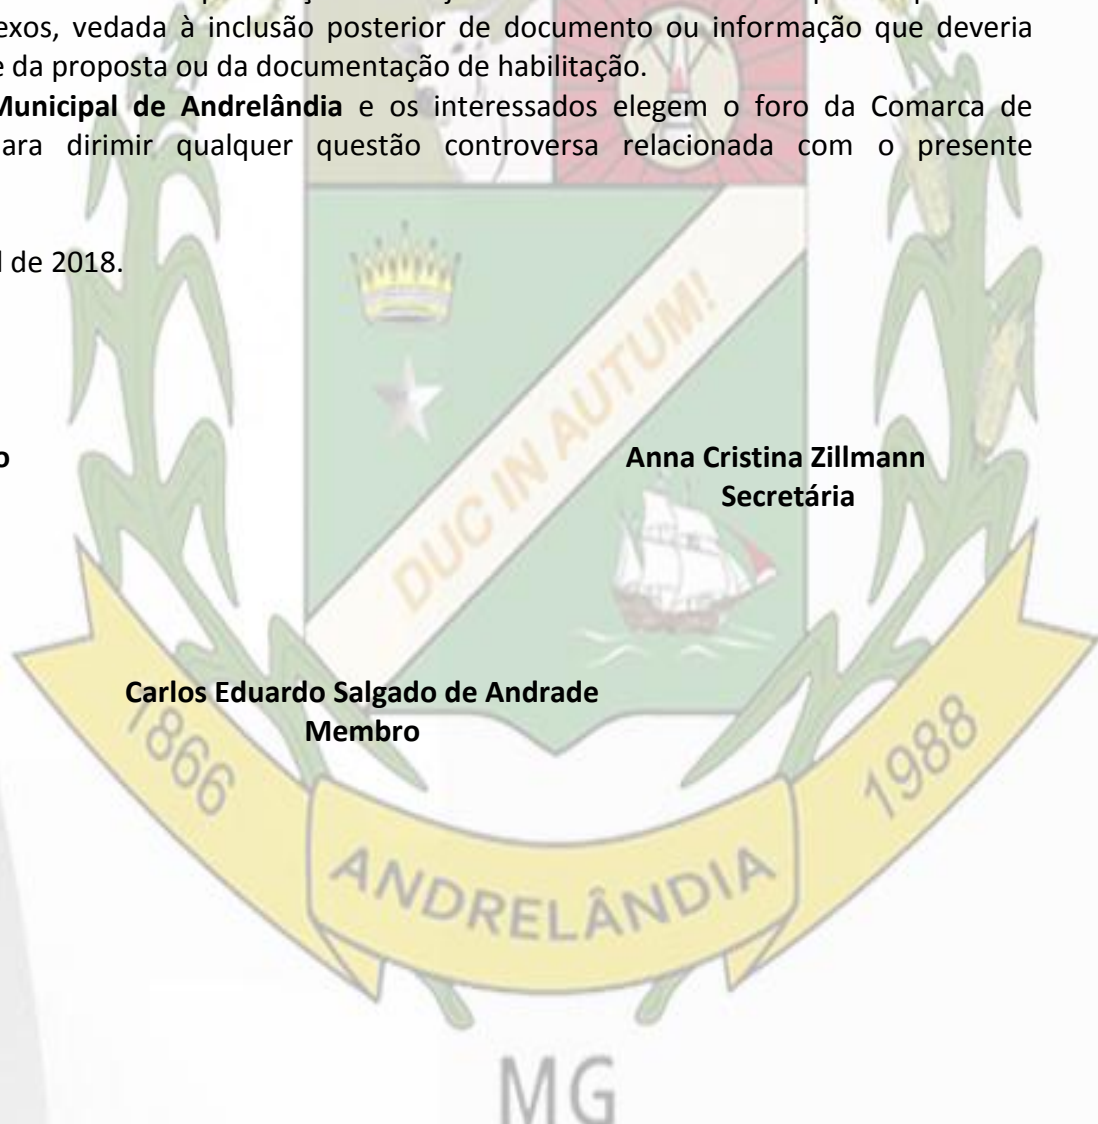 exos, vedada à inclusão posterior de documento ou informação que deveria
e da proposta ou da documentação de habilitação.
Municipal de Andrelândia e os interessados elegem o foro da Comarca de
ara dirimir qualquer questão controversa relacionada com o presente
l de 2018.
o
Anna Cristina Zillmann
Secretária
Carlos Eduardo Salgado de Andrade
Membro
DUC IN AUTUM!
1866
ANDRELÂNDIA
1988
MG